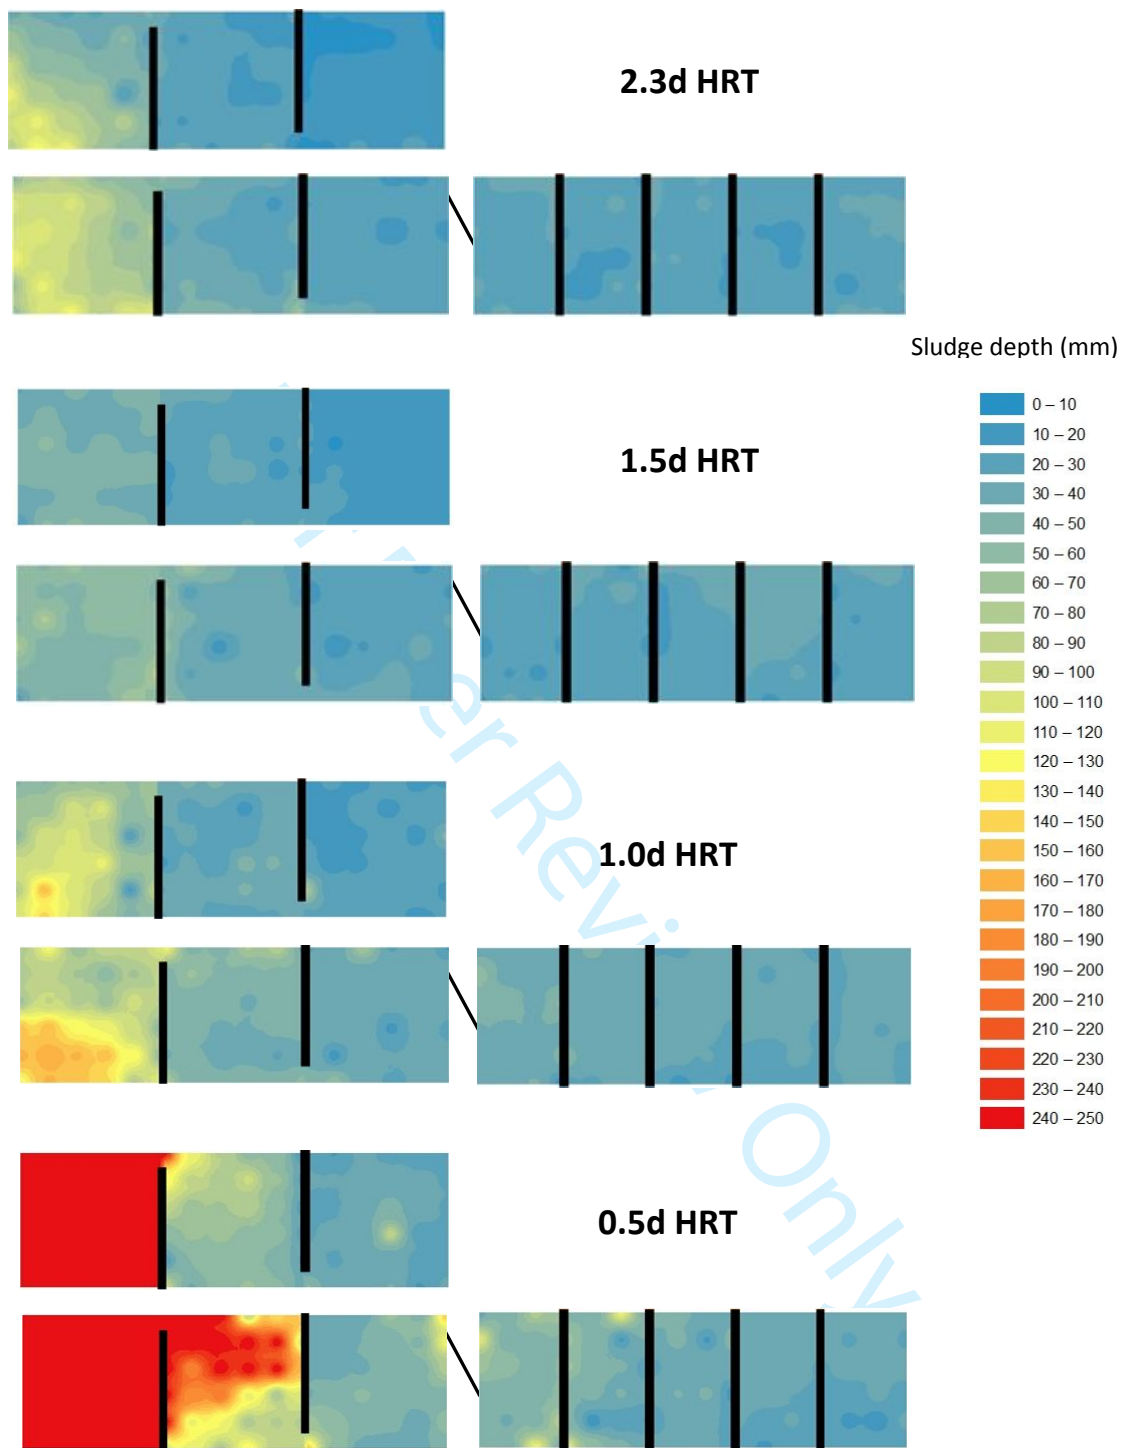 2.3d HRT
Sludge depth (mm)
0 – 10
10 – 20
20 – 30
30 – 40
40 – 50
50 – 60
60 – 70
70 – 80
80 – 90
90 – 100
100 – 110
110 – 120
120 – 130
130 – 140
140 – 150
150 – 160
160 – 170
170 – 180
180 – 190
190 – 200
200 – 210
210 – 220
220 – 230
230 – 240
240 – 250
1.5d HRT
1.0d HRT
0.5d HRT
er Review Only